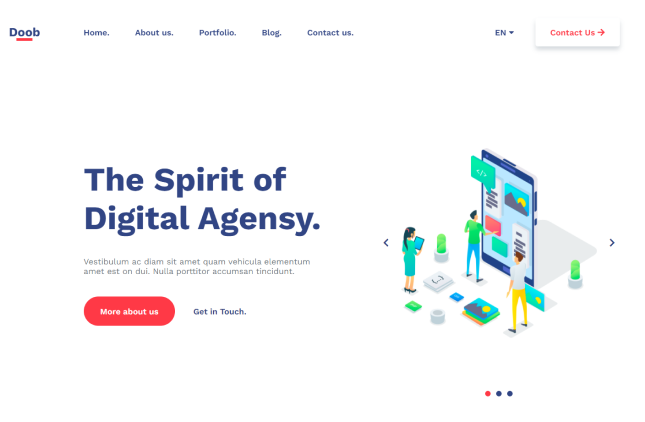 Doob
Home. About us. Portfolio. Blog. Contact us. EN Contact Us
The Spirit of
Digital Agensy.
Vestibulum ac diam sit amet quam vehicula elementum
amet est on dui. Nulla porttitor accumsan tincidunt.
More about us Get in Touch.